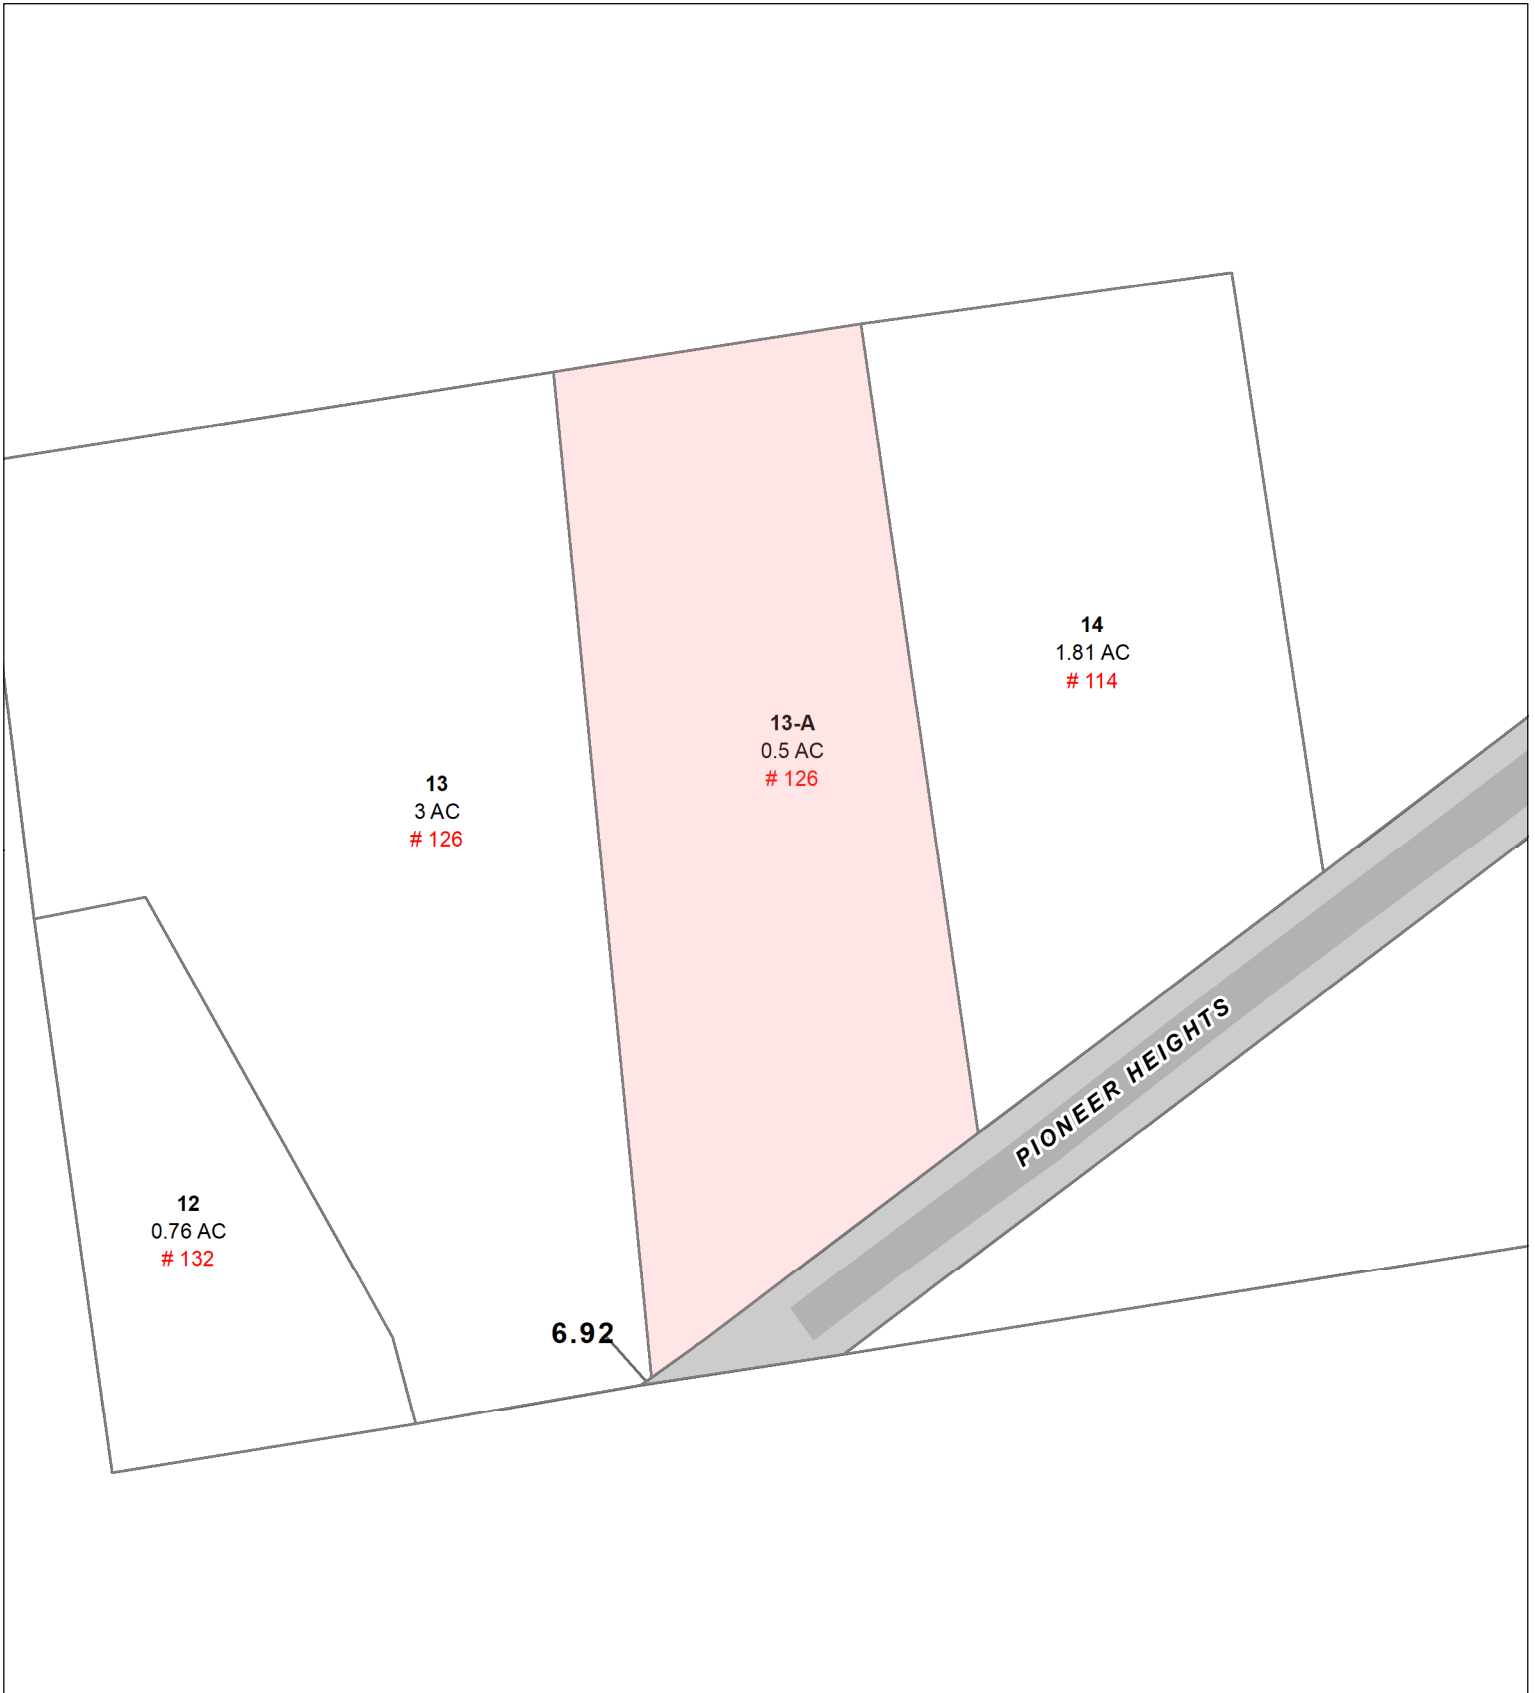 14
1.81 AC
# 114
13-A
0.5 AC
# 126
13
3 AC
# 126
PIONEER HEIGHTS
12
0.76 AC
# 132
6.92